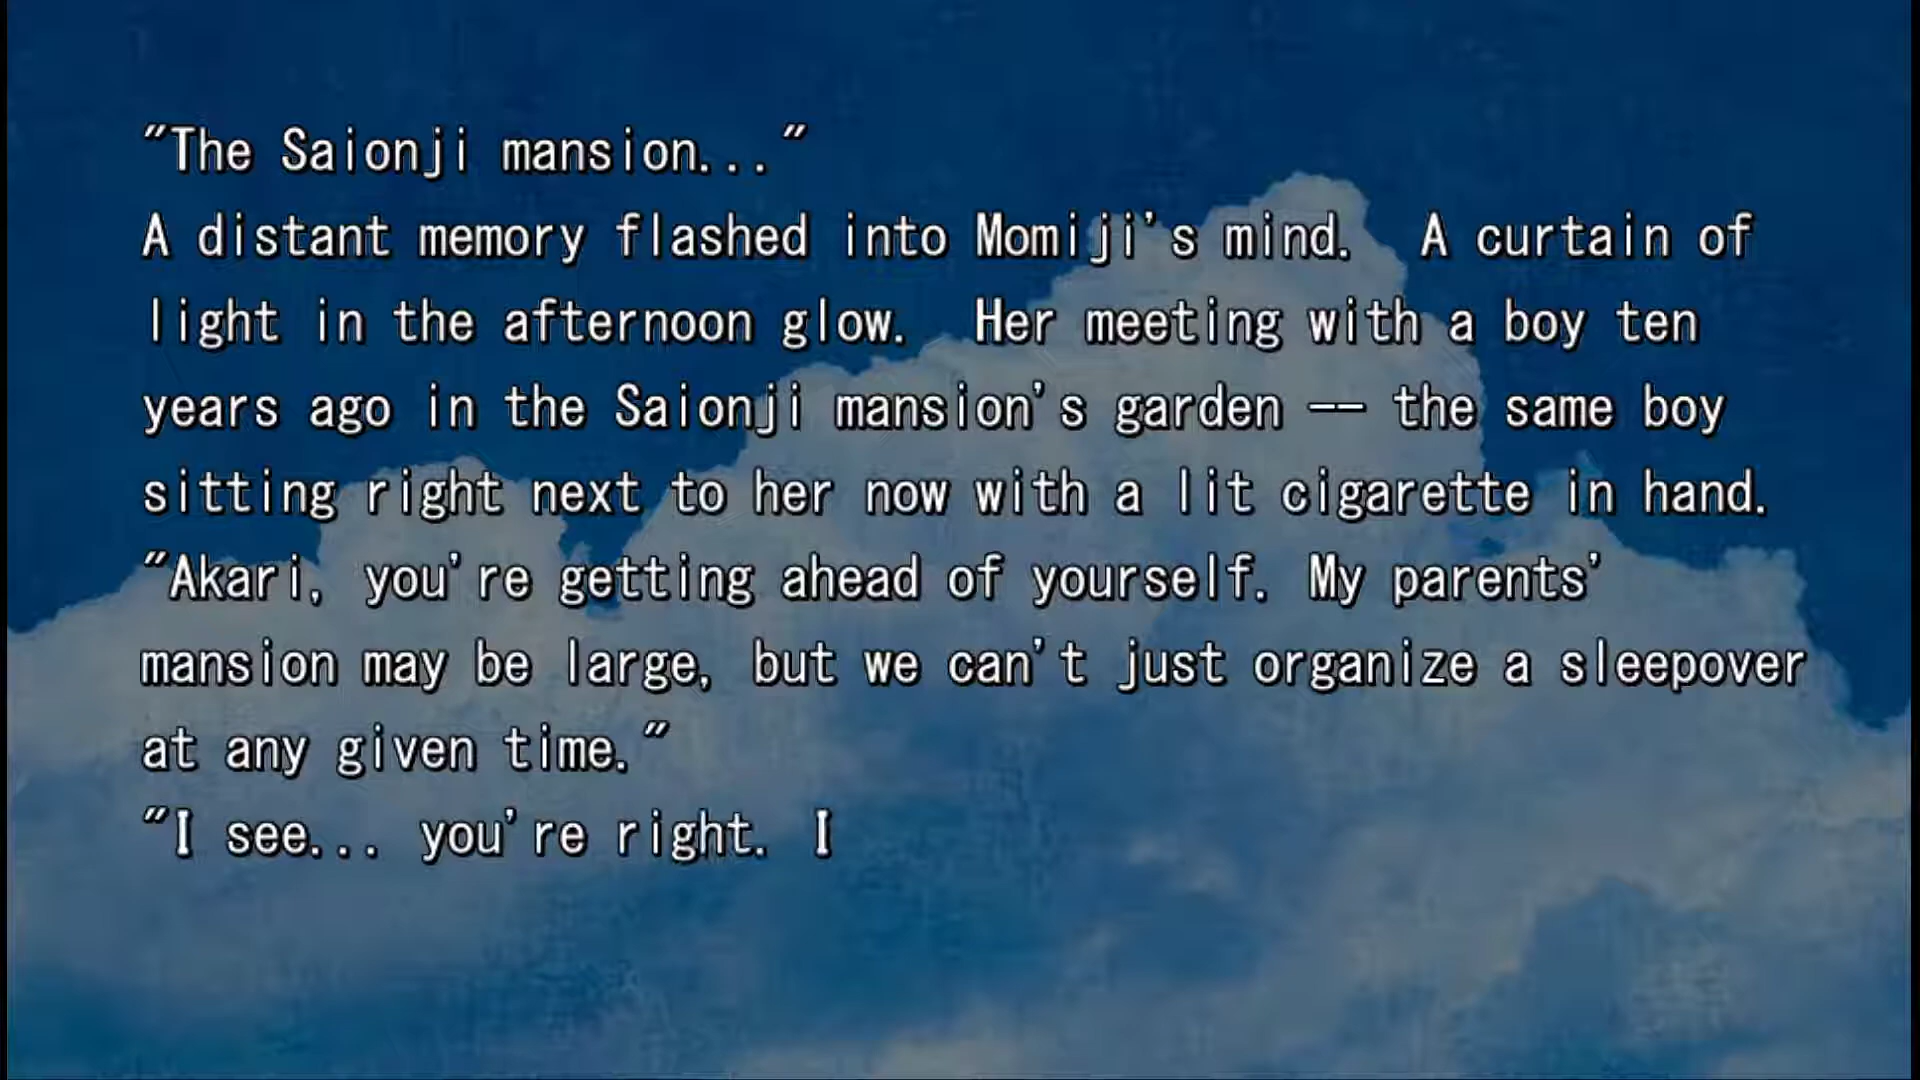 "The Saionji mansion..."
A distant memory flashed into Momiji's mind.  A curtain of
light in the afternoon glow.  Her meeting with a boy ten
years ago in the Saionji mansion's garden -- the same boy
sitting right next to her now with a lit cigarette in hand.
"Akari, you're getting ahead of yourself. My parents'
mansion may be large, but we can't just organize a sleepover
at any given time."
"I see... you're right.  I